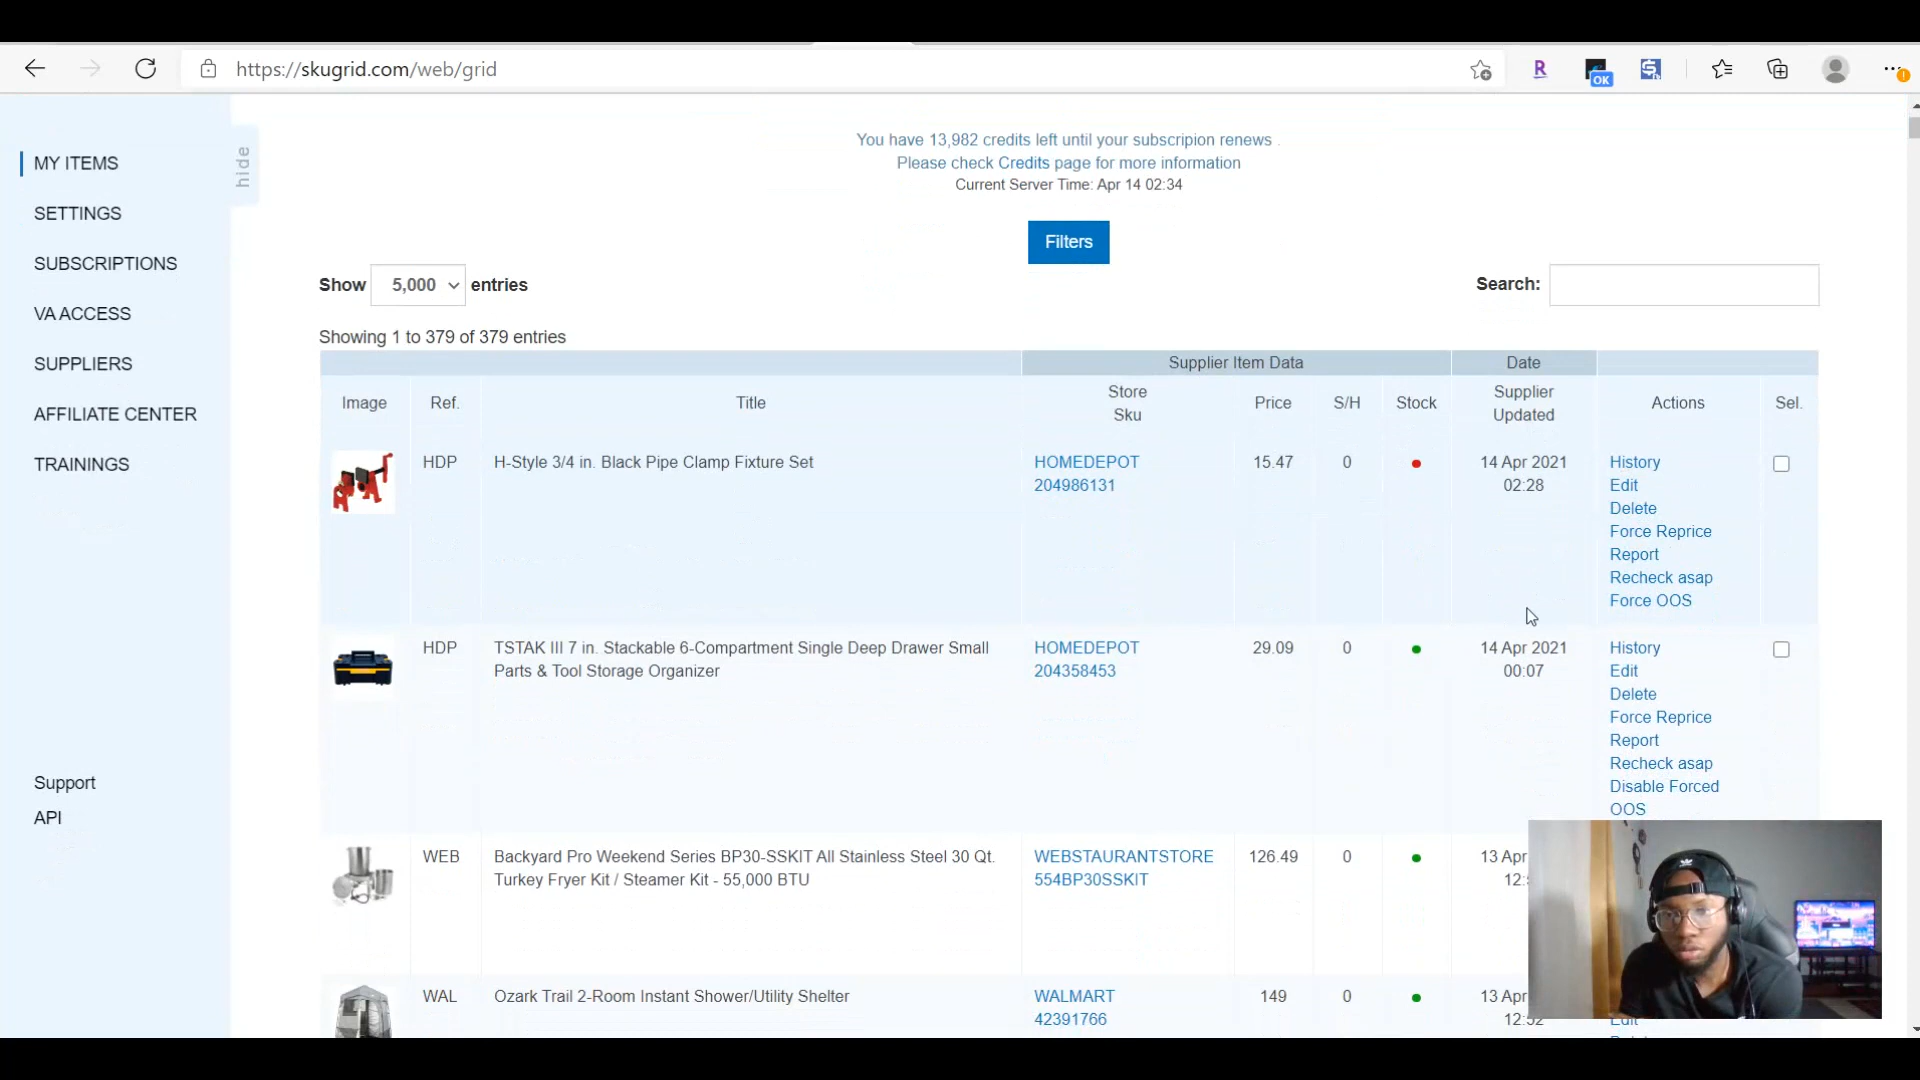 https://skugrid.com/web/grid
R
OK
MY ITEMS
SETTINGS
SUBSCRIPTIONS
VA ACCESS
SUPPLIERS
AFFILIATE CENTER
TRAININGS
Support
API
hide
You have 13,982 credits left until your subscripion renews .
Please check Credits page for more information
Current Server Time: Apr 14 02:34
Filters
Show 5,000 entries
Search:
Showing 1 to 379 of 379 entries
Supplier Item Data Date
Image Ref. Title Store Sku Price S/H Stock Supplier Updated Actions Sel.
HDP H-Style 3/4 in. Black Pipe Clamp Fixture Set HOMEDEPOT 15.47 0 14 Apr 2021 History
204986131 02:28 Edit
Delete
Force Reprice
Report
Recheck asap
Force OOS
HDP TSTAK III 7 in. Stackable 6-Compartment Single Deep Drawer Small HOMEDEPOT 29.09 0 14 Apr 2021 History
Parts & Tool Storage Organizer 204358453 00:07 Edit
Delete
Force Reprice
Report
Recheck asap
Disable Forced
OOS
WEB Backyard Pro Weekend Series BP30-SSKIT All Stainless Steel 30 Qt. WEBSTAURANTSTORE 126.49 0 13 Apr
Turkey Fryer Kit / Steamer Kit - 55,000 BTU 554BP30SSKIT 12:
WAL Ozark Trail 2-Room Instant Shower/Utility Shelter WALMART 149 0 13 Apr
42391766 12:52 Edit